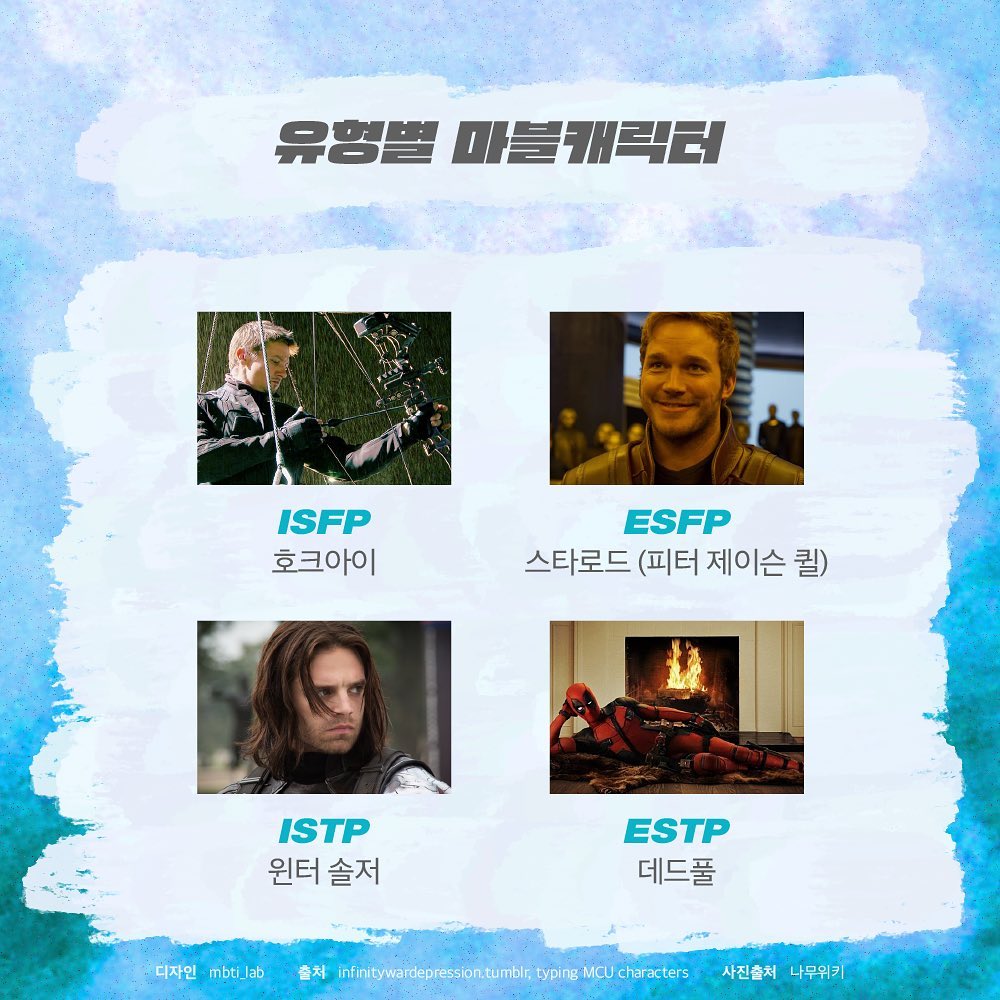 유형별 마블캐릭터
ISFP
호크아이
ESFP
스타로드 (피터 제이슨 퀼)
ISTP
윈터 솔저
ESTP
데드풀
디자인 mbti_lab 출처 infinitywardepression.tumblr, typing MCU characters 사진출처 나무위키